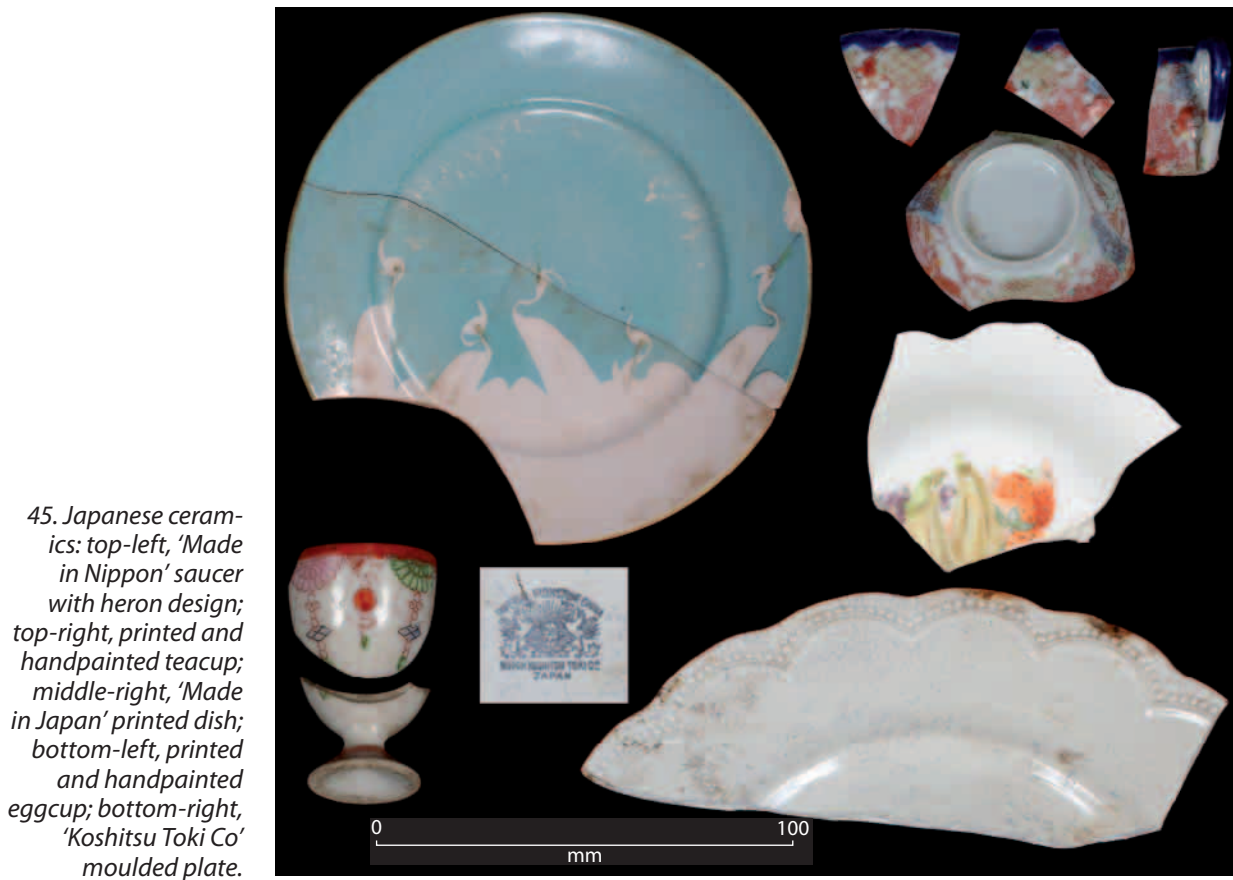 45. Japanese ceram-
ics: top-left, ‘Made
in Nippon’ saucer
with heron design;
top-right, printed and
handpainted teacup;
middle-right, ‘Made
in Japan’ printed dish;
bottom-left, printed
and handpainted
eggcup; bottom-right,
‘Koshitsu Toki Co’
moulded plate.
TOKI CO
JAPAN
0 100
mm